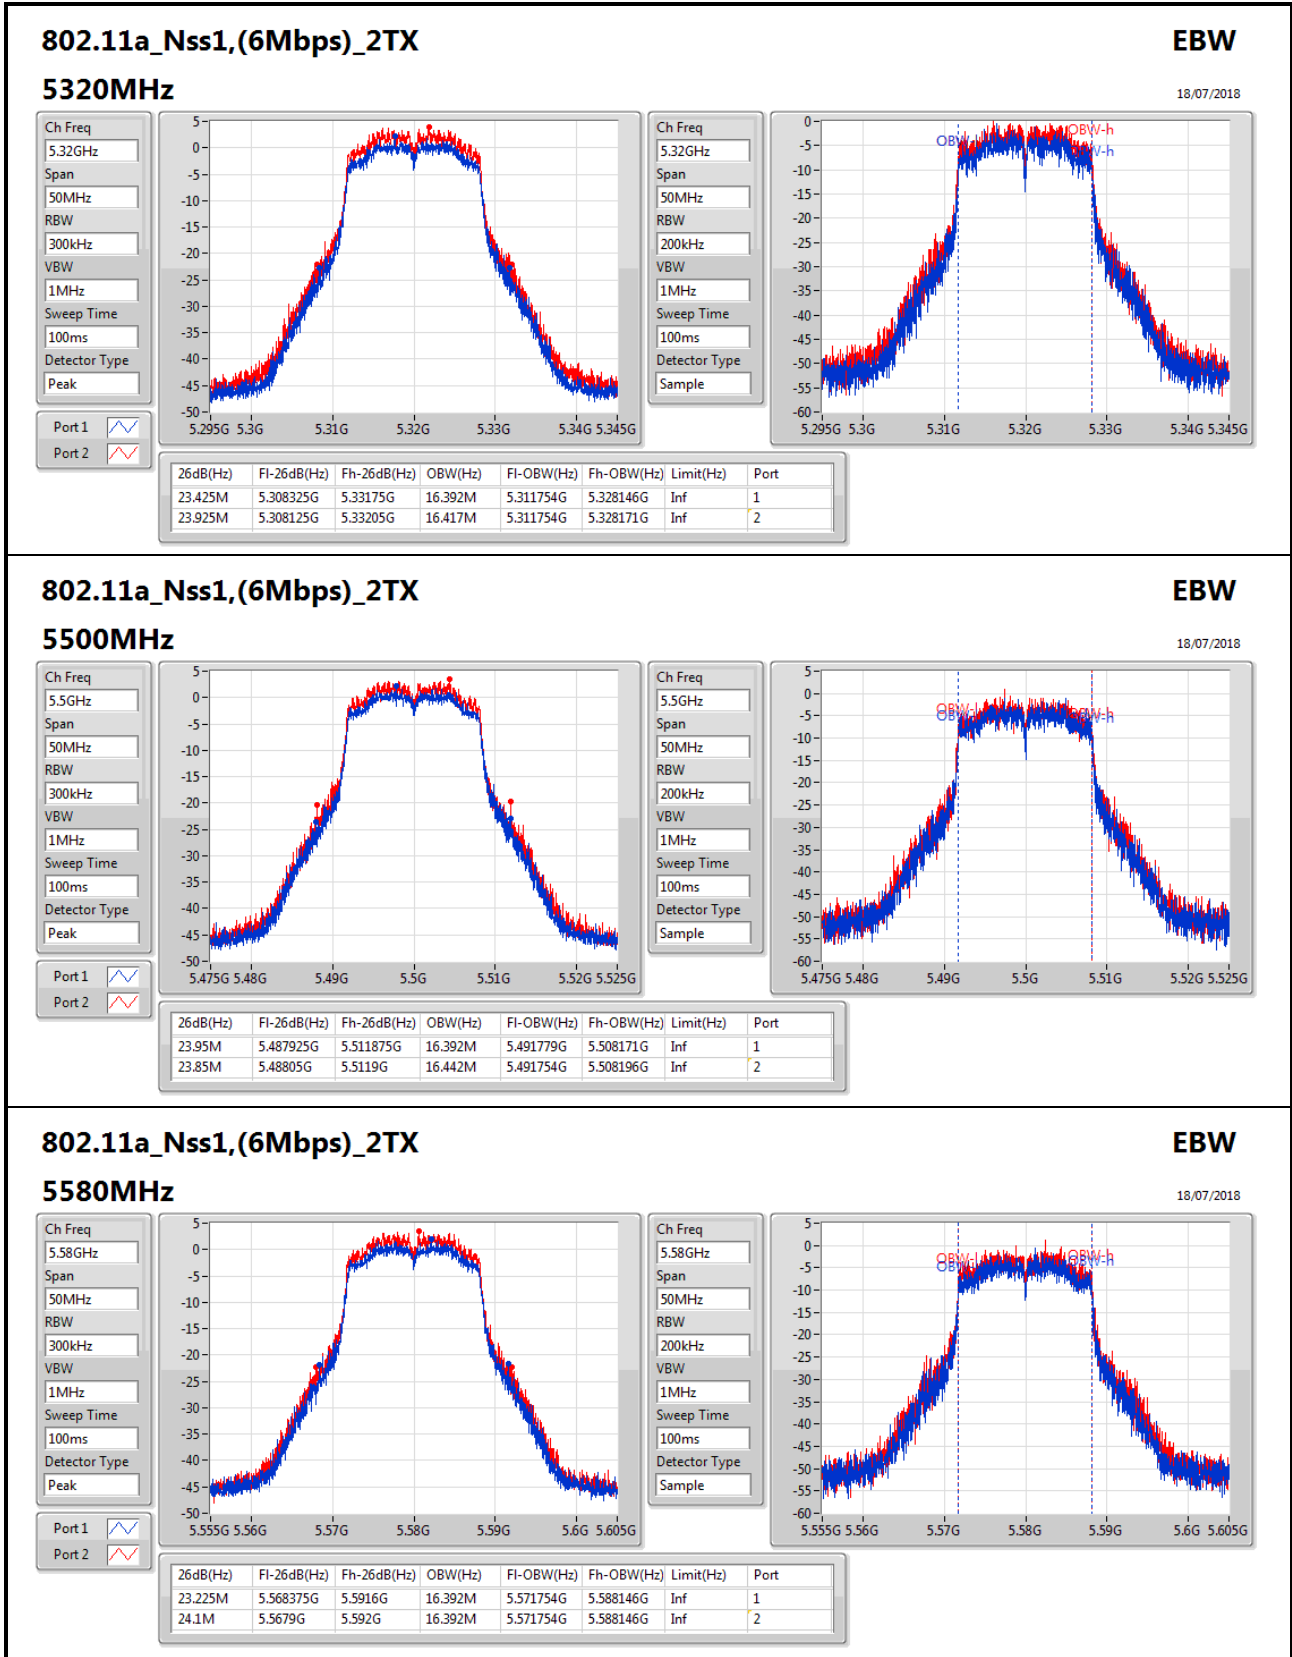 802.11a_Nss1,(6Mbps)_2TX EBW
5320MHz 18/07/2018
Ch Freq
5.32GHz
Span
50MHz
RBW
300kHz
VBW
1MHz
Sweep Time
100ms
Detector Type
Peak
Port 1
Port 2
5
0
-5
-10
-15
-20
-25
-30
-35
-40
-45
-50
5.295G 5.3G 5.31G 5.32G 5.33G 5.34G 5.345G
Ch Freq
5.32GHz
Span
50MHz
RBW
200kHz
VBW
1MHz
Sweep Time
100ms
Detector Type
Sample
0
-5
-10
-15
-20
-25
-30
-35
-40
-45
-50
-55
-60
OBW-h
5.295G 5.3G 5.31G 5.32G 5.33G 5.34G 5.345G
26dB(Hz) Fl-26dB(Hz) Fh-26dB(Hz) OBW(Hz) Fl-OBW(Hz) Fh-OBW(Hz) Limit(Hz) Port
23.425M 5.308325G 5.33175G 16.392M 5.311754G 5.328146G Inf 1
23.925M 5.308125G 5.33205G 16.417M 5.311754G 5.328171G Inf 2
802.11a_Nss1,(6Mbps)_2TX EBW
5500MHz 18/07/2018
Ch Freq
5.5GHz
Span
50MHz
RBW
300kHz
VBW
1MHz
Sweep Time
100ms
Detector Type
Peak
Port 1
Port 2
5
0
-5
-10
-15
-20
-25
-30
-35
-40
-45
-50
5.475G 5.48G 5.49G 5.5G 5.51G 5.52G 5.525G
Ch Freq
5.5GHz
Span
50MHz
RBW
200kHz
VBW
1MHz
Sweep Time
100ms
Detector Type
Sample
5
0
-5
-10
-15
-20
-25
-30
-35
-40
-45
-50
-55
-60
5.475G 5.48G 5.49G 5.5G 5.51G 5.52G 5.525G
26dB(Hz) Fl-26dB(Hz) Fh-26dB(Hz) OBW(Hz) Fl-OBW(Hz) Fh-OBW(Hz) Limit(Hz) Port
23.95M 5.487925G 5.511875G 16.392M 5.491779G 5.508171G Inf 1
23.85M 5.48805G 5.5119G 16.442M 5.491754G 5.508196G Inf 2
802.11a_Nss1,(6Mbps)_2TX EBW
5580MHz 18/07/2018
Ch Freq
5.58GHz
Span
50MHz
RBW
300kHz
VBW
1MHz
Sweep Time
100ms
Detector Type
Peak
Port 1
Port 2
5
0
-5
-10
-15
-20
-25
-30
-35
-40
-45
-50
5.555G 5.56G 5.57G 5.58G 5.59G 5.6G 5.605G
Ch Freq
5.58GHz
Span
50MHz
RBW
200kHz
VBW
1MHz
Sweep Time
100ms
Detector Type
Sample
5
0
-5
-10
-15
-20
-25
-30
-35
-40
-45
-50
-55
-60
OBW-h
5.555G 5.56G 5.57G 5.58G 5.59G 5.6G 5.605G
26dB(Hz) Fl-26dB(Hz) Fh-26dB(Hz) OBW(Hz) Fl-OBW(Hz) Fh-OBW(Hz) Limit(Hz) Port
23.225M 5.568375G 5.5916G 16.392M 5.571754G 5.588146G Inf 1
24.1M 5.5679G 5.592G 16.392M 5.571754G 5.588146G Inf 2